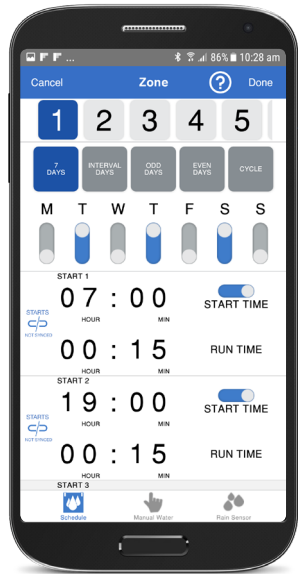 ... 86% 10:28 am
Cancel Zone ? Done
1 2 3 4 5
7 DAYS INTERVAL DAYS ODD DAYS EVEN DAYS CYCLE
M T W T F S S
START 1
07:00 START TIME
HOUR MIN
STARTS
NOT SYNCED
00:15 RUN TIME
HOUR MIN
START 2
19:00 START TIME
HOUR MIN
STARTS
NOT SYNCED
00:15 RUN TIME
HOUR MIN
START 3
Schedule Manual Water Rain Sensor